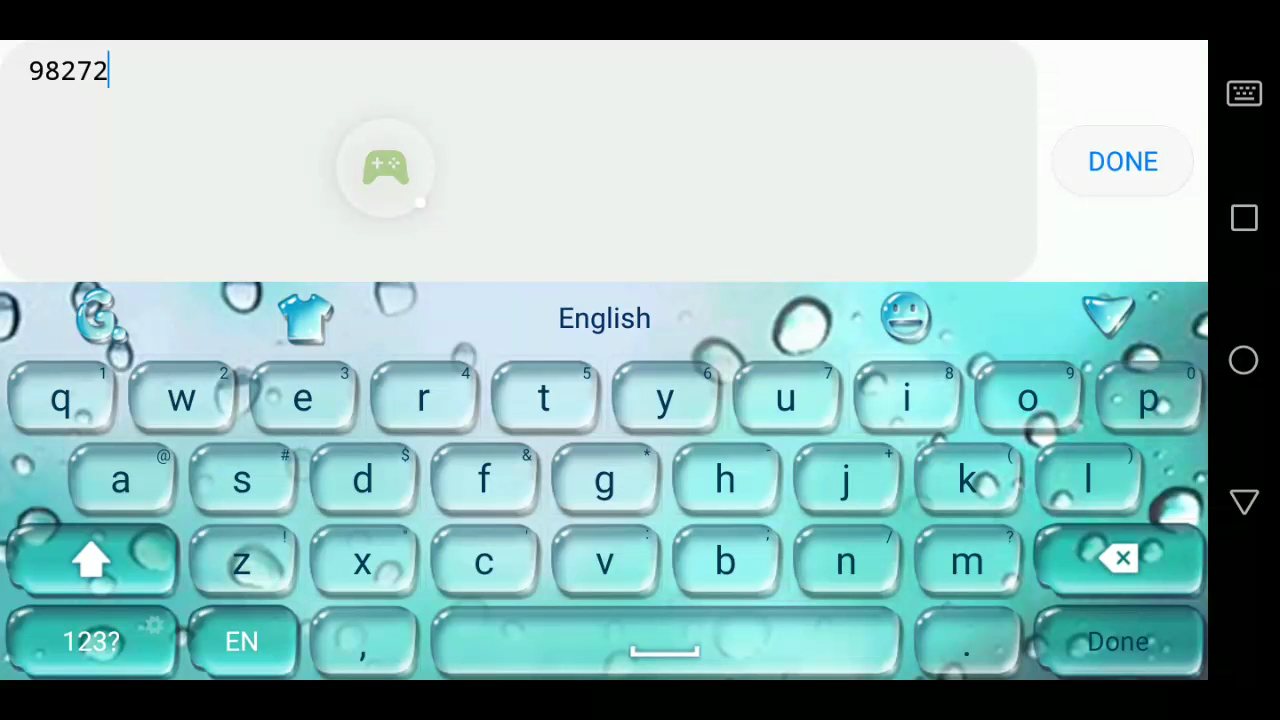 98272
DONE
English
q 1 w 2 e 3 r 4 t 5 y 6 u 7 i 8 o 9 p 0
a @ s # d $ f & g * h - j + k ( l )
z ! x " c ' v : b ; n / m ?
123? EN , . Done